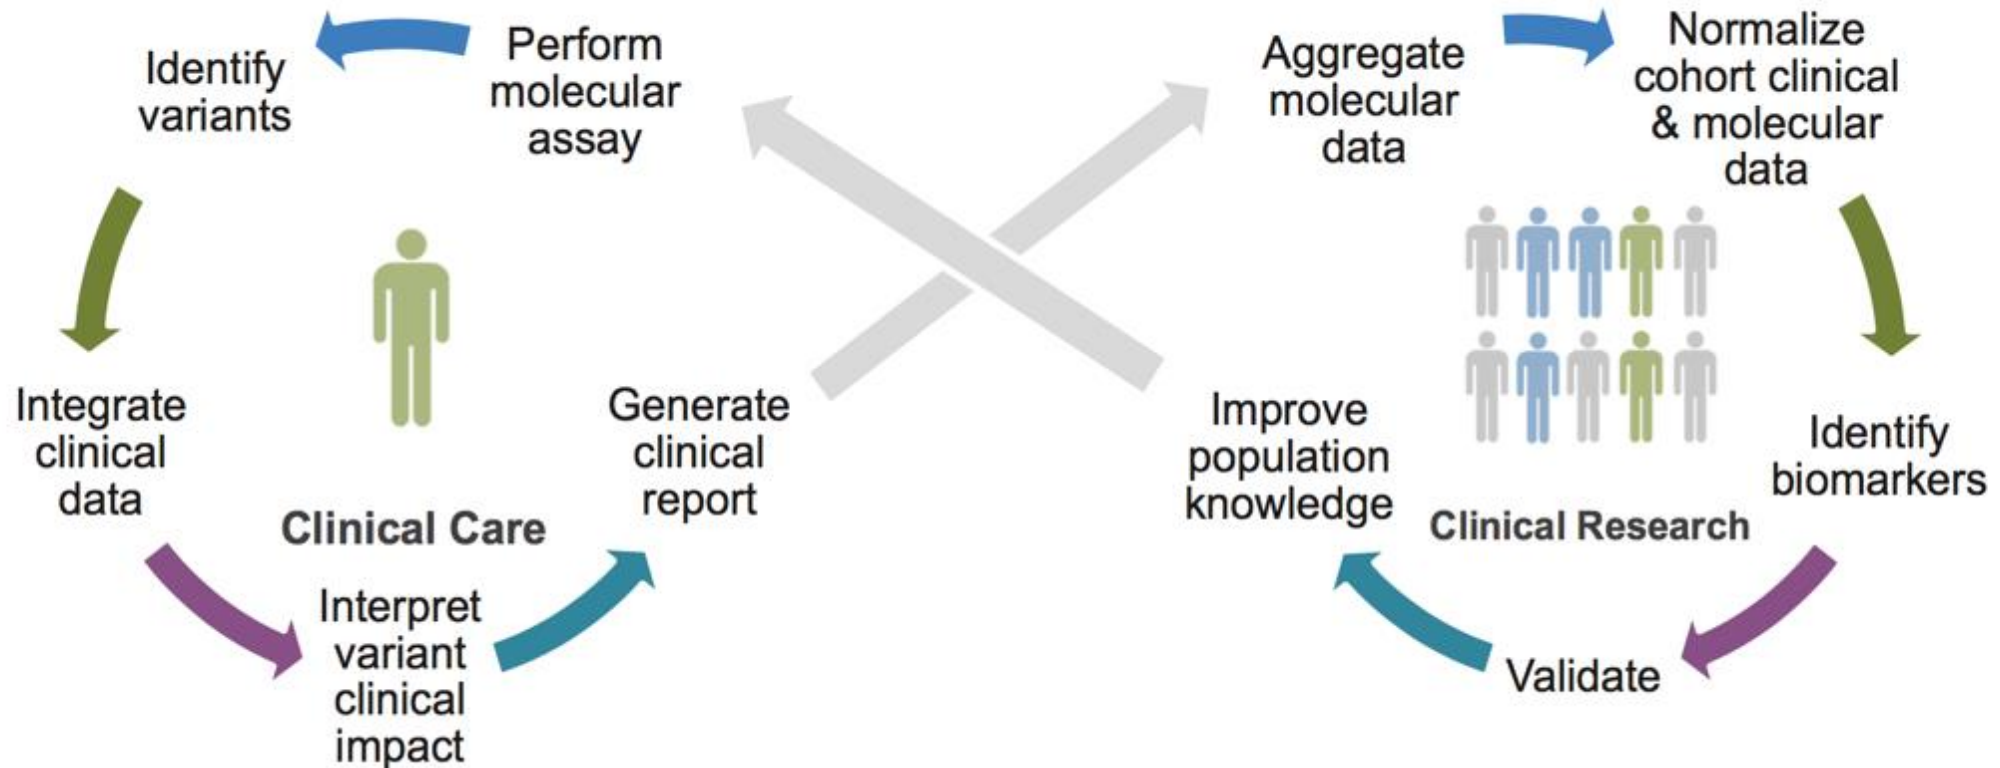 Perform
molecular
assay
Identify
variants
Integrate
clinical
data
Interpret
variant
clinical
impact
Generate
clinical
report
Clinical Care
Aggregate
molecular
data
Normalize
cohort clinical
& molecular
data
Identify
biomarkers
Validate
Improve
population
knowledge
Clinical Research